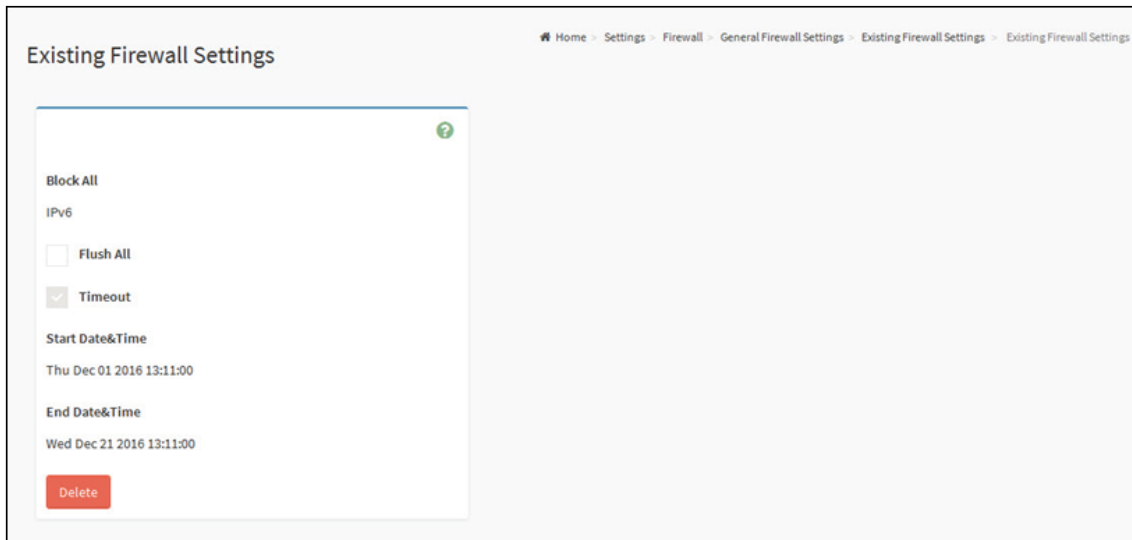 Existing Firewall Settings
Home > Settings > Firewall > General Firewall Settings > Existing Firewall Settings > Existing Firewall Settings
Block All
IPv6
Flush All
Timeout
Start Date&Time
Thu Dec 01 2016 13:11:00
End Date&Time
Wed Dec 21 2016 13:11:00
Delete